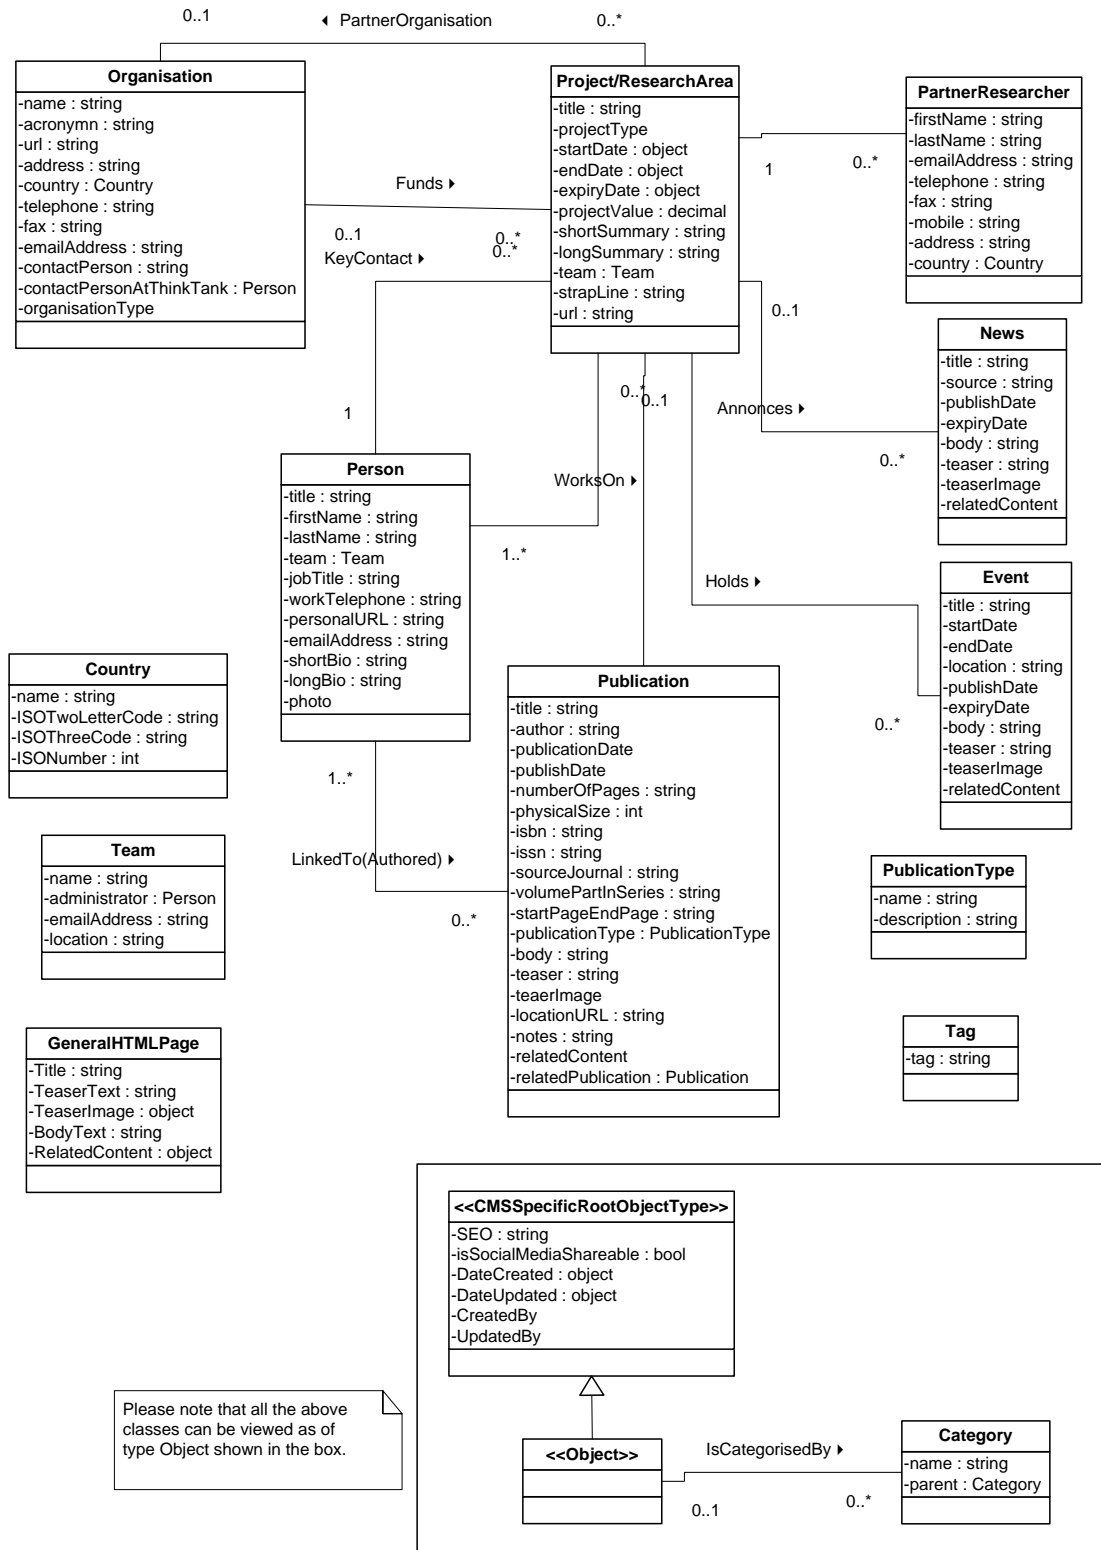 0..1
◂ PartnerOrganisation
0..*
Organisation
-name : string
-acronymn : string
-url : string
-address : string
-country : Country
-telephone : string
-fax : string
-emailAddress : string
-contactPerson : string
-contactPersonAtThinkTank : Person
-organisationType
Project/ResearchArea
-title : string
-projectType
-startDate : object
-endDate : object
-expiryDate : object
-projectValue : decimal
-shortSummary : string
-longSummary : string
-team : Team
-strapLine : string
-url : string
PartnerResearcher
-firstName : string
-lastName : string
-emailAddress : string
-telephone : string
-fax : string
-mobile : string
-address : string
-country : Country
1
0..*
Funds ▸
0..1
0..*
KeyContact ▸
0..*
1
0..1
Annonces ▸
0..*
News
-title : string
-source : string
-publishDate
-expiryDate
-body : string
-teaser : string
-teaserImage
-relatedContent
0..*
0..1
WorksOn ▸
1..*
Person
-title : string
-firstName : string
-lastName : string
-team : Team
-jobTitle : string
-workTelephone : string
-personalURL : string
-emailAddress : string
-shortBio : string
-longBio : string
-photo
Holds ▸
0..*
Event
-title : string
-startDate
-endDate
-location : string
-publishDate
-expiryDate
-body : string
-teaser : string
-teaserImage
-relatedContent
Country
-name : string
-ISOTwoLetterCode : string
-ISOThreeCode : string
-ISONumber : int
1..*
LinkedTo(Authored) ▸
0..*
Publication
-title : string
-author : string
-publicationDate
-publishDate
-numberOfPages : string
-physicalSize : int
-isbn : string
-issn : string
-sourceJournal : string
-volumePartInSeries : string
-startPageEndPage : string
-publicationType : PublicationType
-body : string
-teaser : string
-teaerImage
-locationURL : string
-notes : string
-relatedContent
-relatedPublication : Publication
Team
-name : string
-administrator : Person
-emailAddress : string
-location : string
PublicationType
-name : string
-description : string
GeneralHTMLPage
-Title : string
-TeaserText : string
-TeaserImage : object
-BodyText : string
-RelatedContent : object
Tag
-tag : string
<<CMSSpecificRootObjectType>>
-SEO : string
-isSocialMediaShareable : bool
-DateCreated : object
-DateUpdated : object
-CreatedBy
-UpdatedBy
Please note that all the above
classes can be viewed as of
type Object shown in the box.
<<Object>>
IsCategorisedBy ▸
0..1
0..*
Category
-name : string
-parent : Category